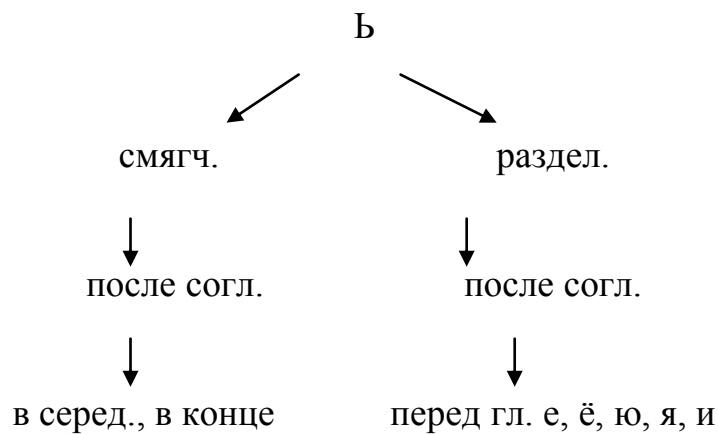 Ь
смягч. раздел.
после согл. после согл.
в серед., в конце перед гл. е, ё, ю, я, и